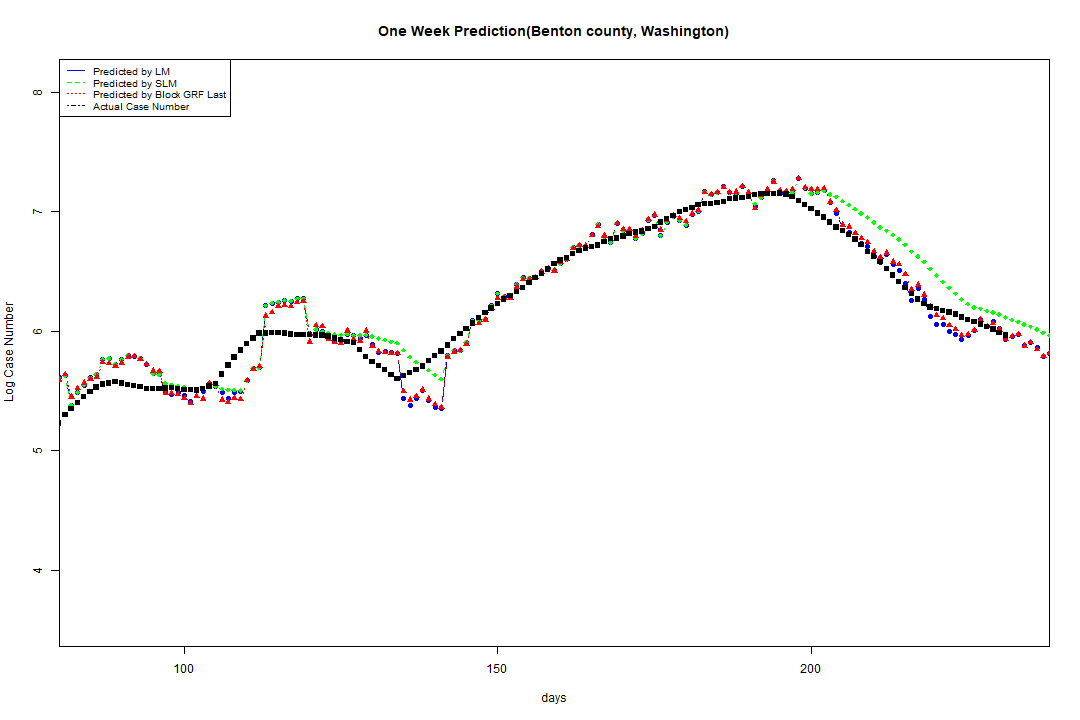 One Week Prediction(Benton county, Washington)
Predicted by LM
Predicted by SLM
Predicted by Block GRF Last
Actual Case Number
8
7
6
5
4
Log Case Number
100
150
200
days